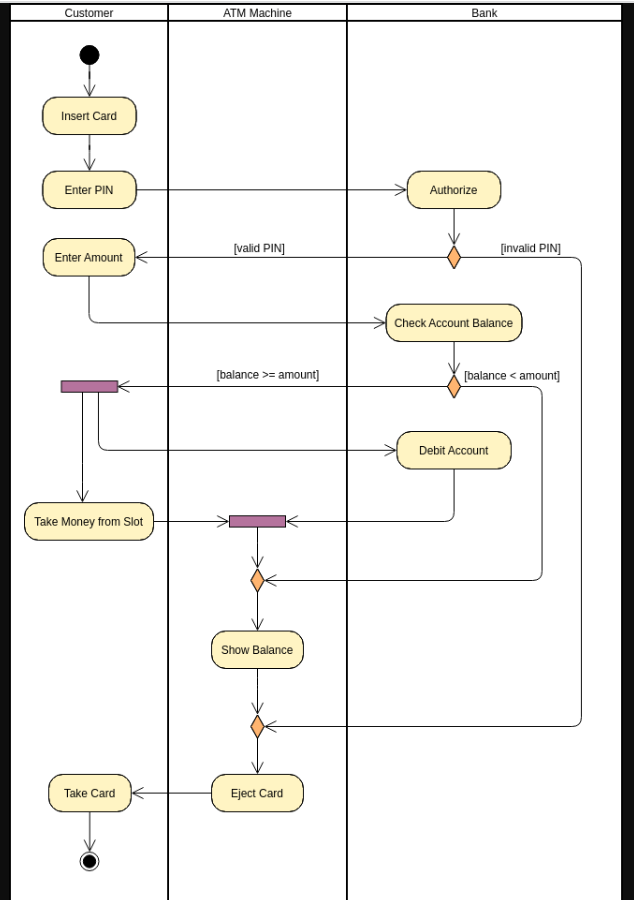 Customer
ATM Machine
Bank
Insert Card
Enter PIN
Authorize
[valid PIN]
[invalid PIN]
Enter Amount
Check Account Balance
[balance >= amount]
[balance < amount]
Debit Account
Take Money from Slot
Show Balance
Take Card
Eject Card